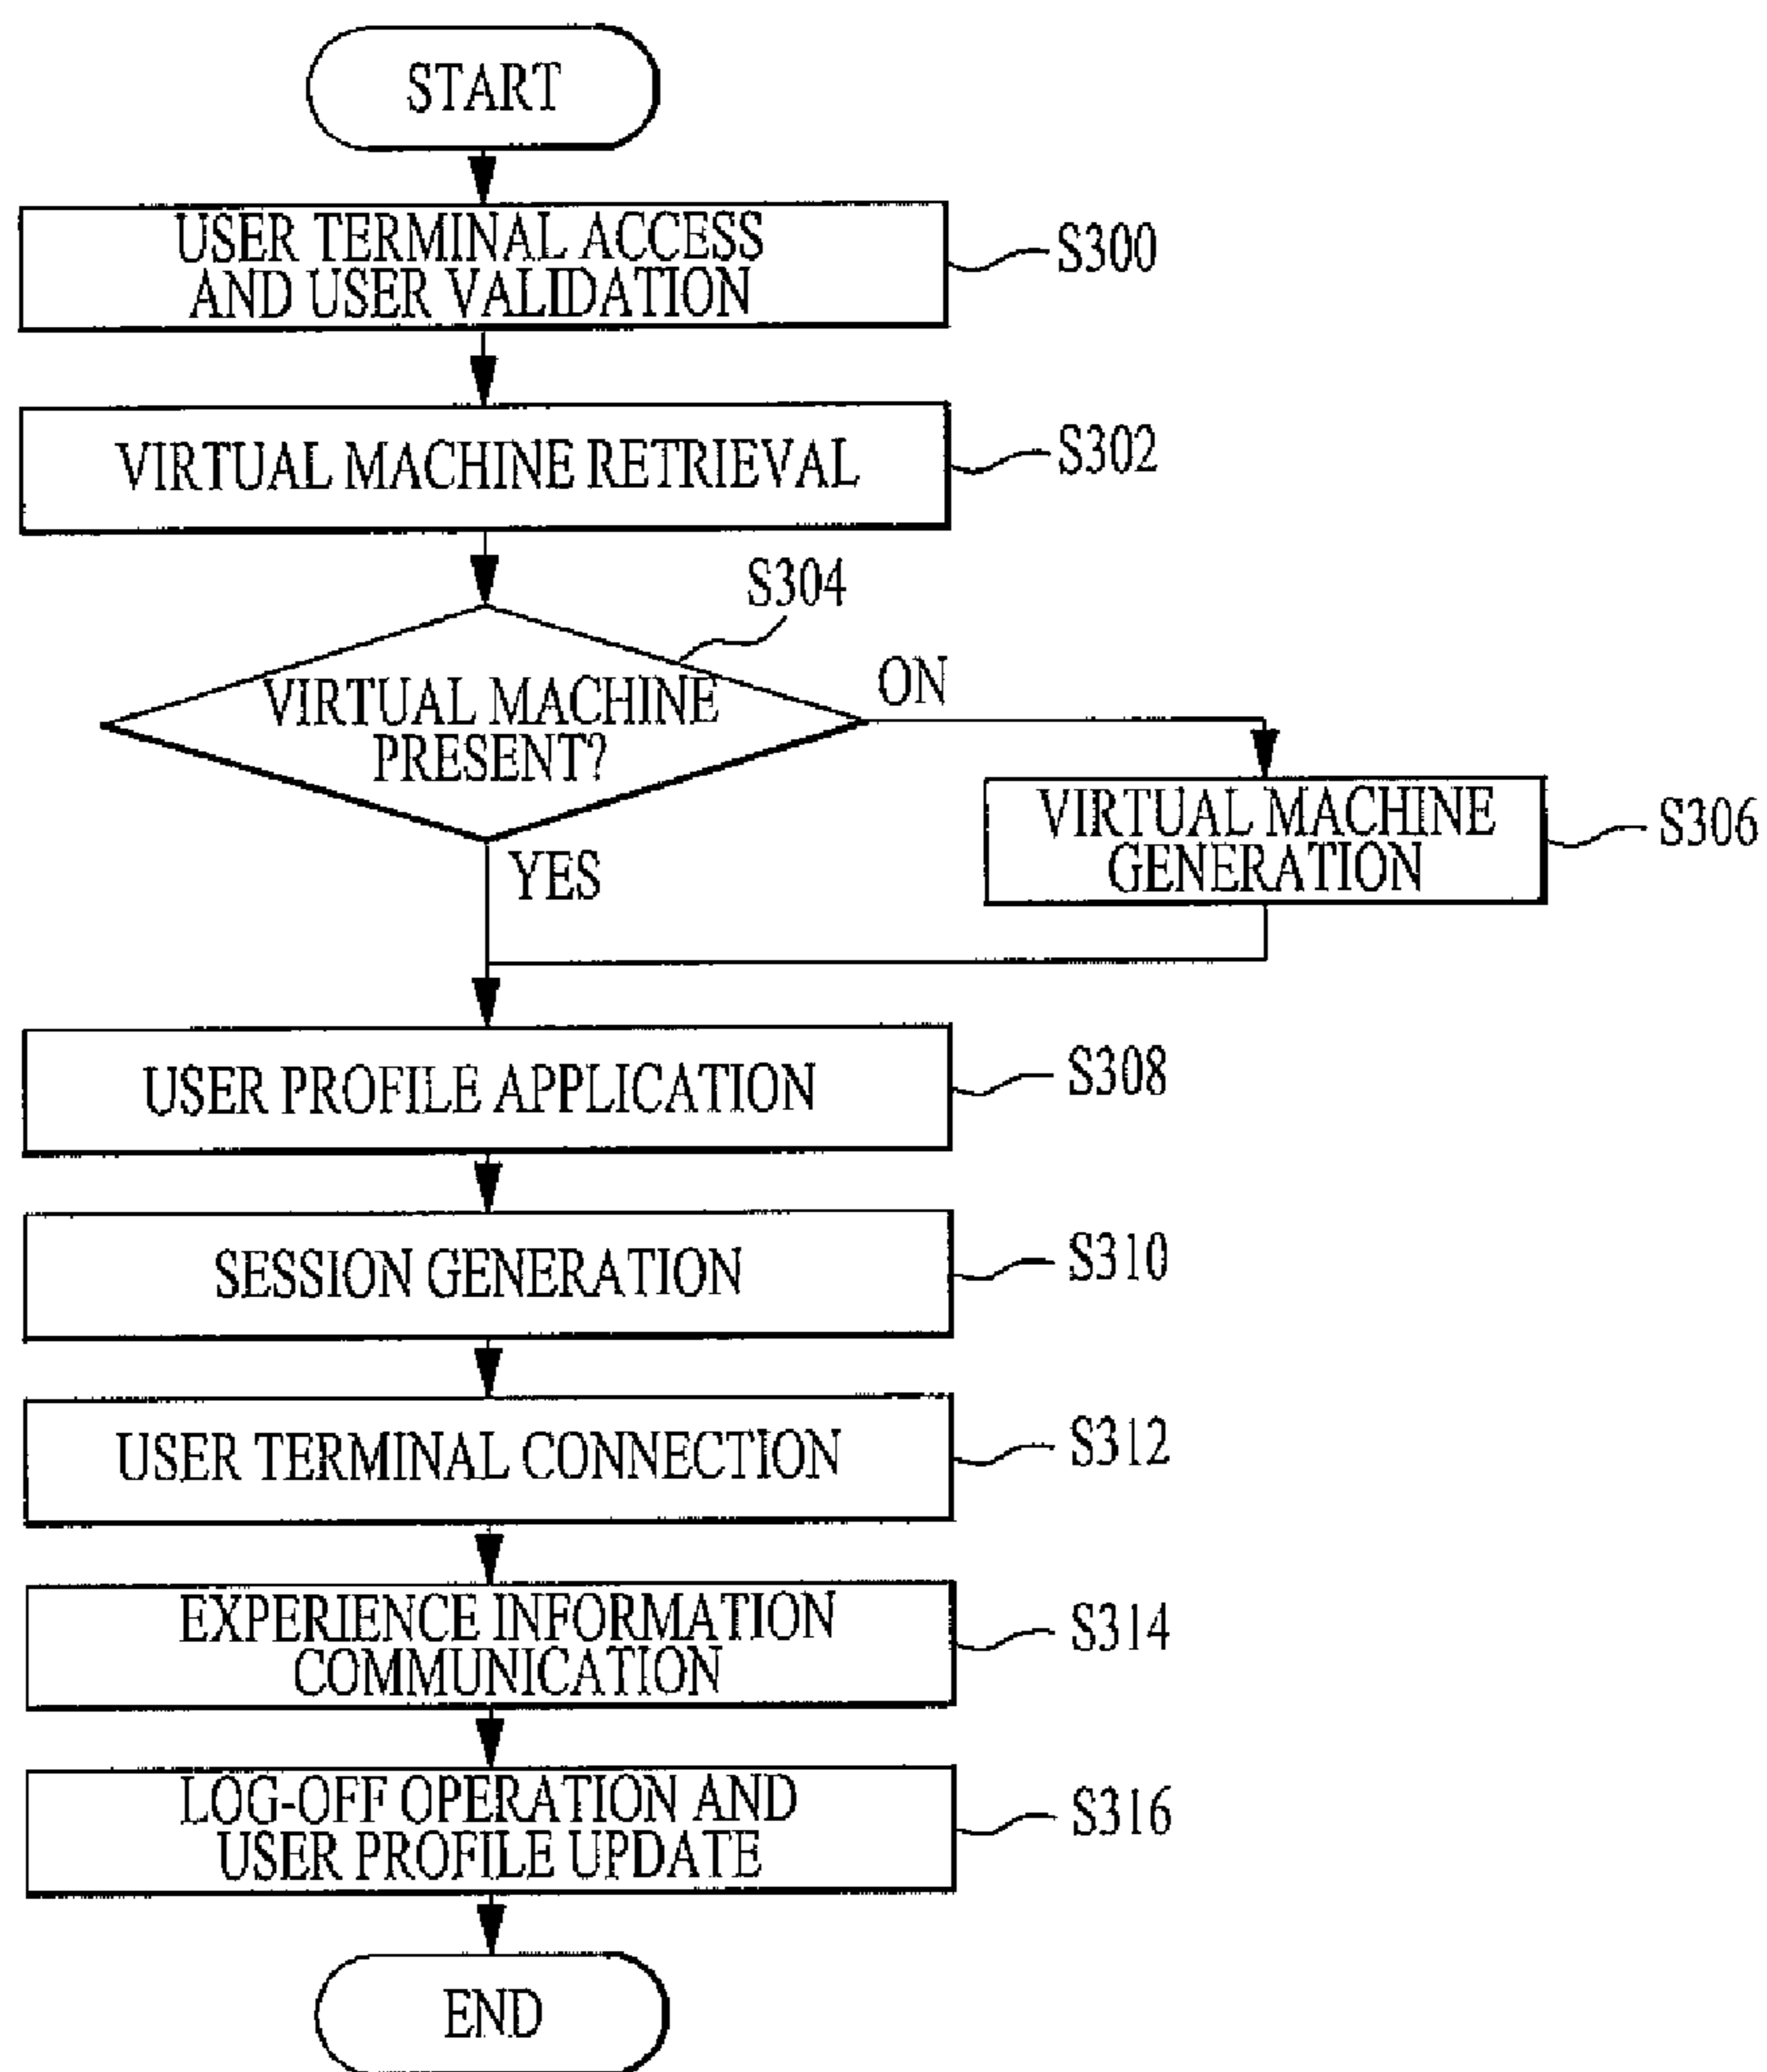 START
USER TERMINAL ACCESS
AND USER VALIDATION
S300
VIRTUAL MACHINE RETRIEVAL
S302
S304
VIRTUAL MACHINE
PRESENT?
ON
YES
VIRTUAL MACHINE
GENERATION
S306
USER PROFILE APPLICATION
S308
SESSION GENERATION
S310
USER TERMINAL CONNECTION
S312
EXPERIENCE INFORMATION
COMMUNICATION
S314
LOG-OFF OPERATION AND
USER PROFILE UPDATE
S316
END